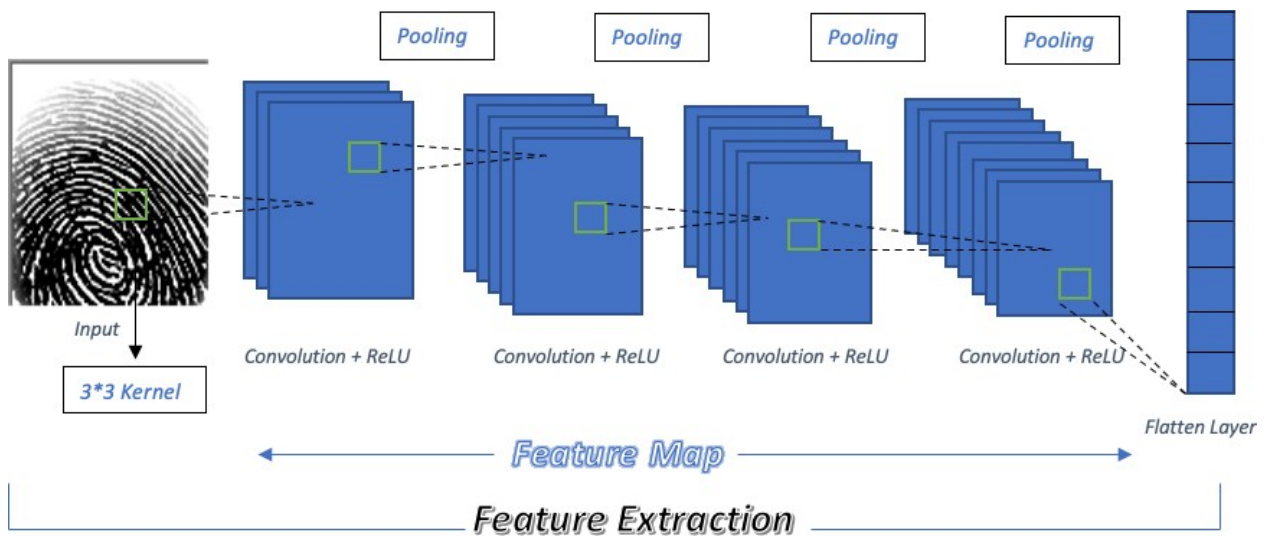 Pooling
Pooling
Pooling
Pooling
Input
3*3 Kernel
Convolution + ReLU
Convolution + ReLU
Convolution + ReLU
Convolution + ReLU
Flatten Layer
Feature Map
Feature Extraction